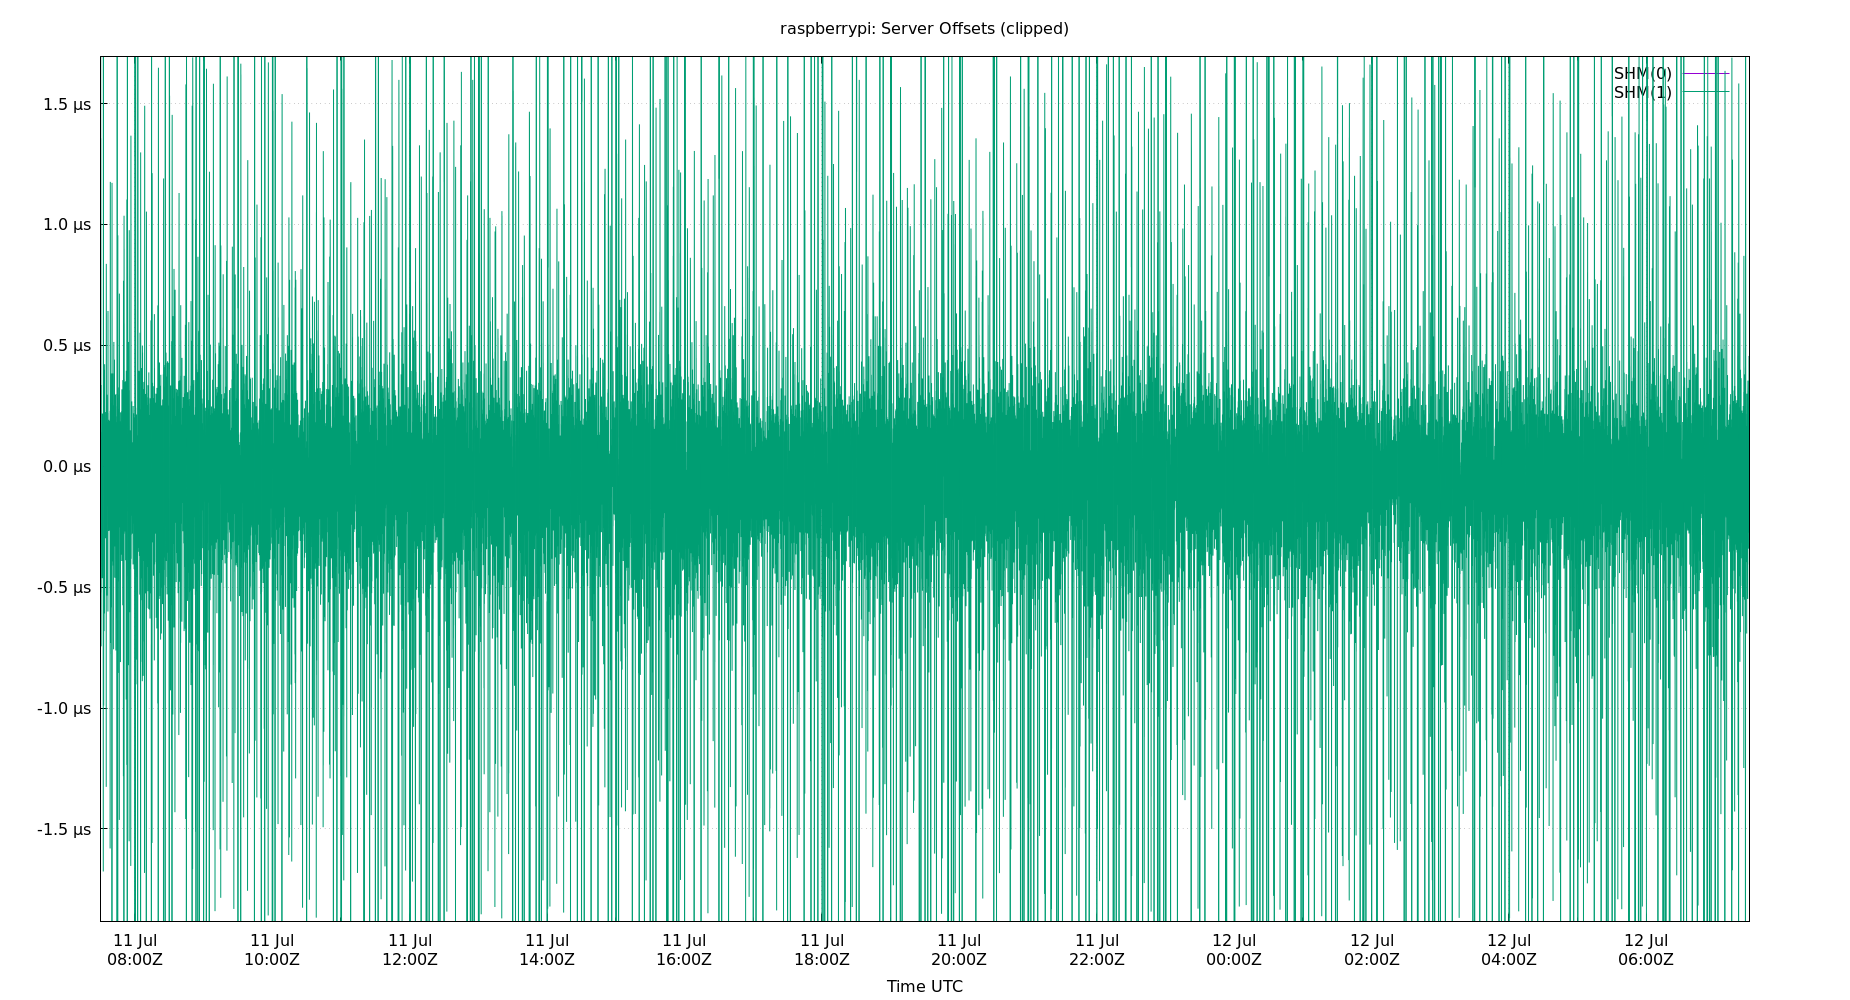 raspberrypi: Server Offsets (clipped)
SHM(0)
SHM(1)
1.5 µs
1.0 µs
0.5 µs
0.0 µs
-0.5 µs
-1.0 µs
-1.5 µs
11 Jul 11 Jul 11 Jul 11 Jul 11 Jul 11 Jul 11 Jul 11 Jul 12 Jul 12 Jul 12 Jul 12 Jul
08:00Z 10:00Z 12:00Z 14:00Z 16:00Z 18:00Z 20:00Z 22:00Z 00:00Z 02:00Z 04:00Z 06:00Z
Time UTC